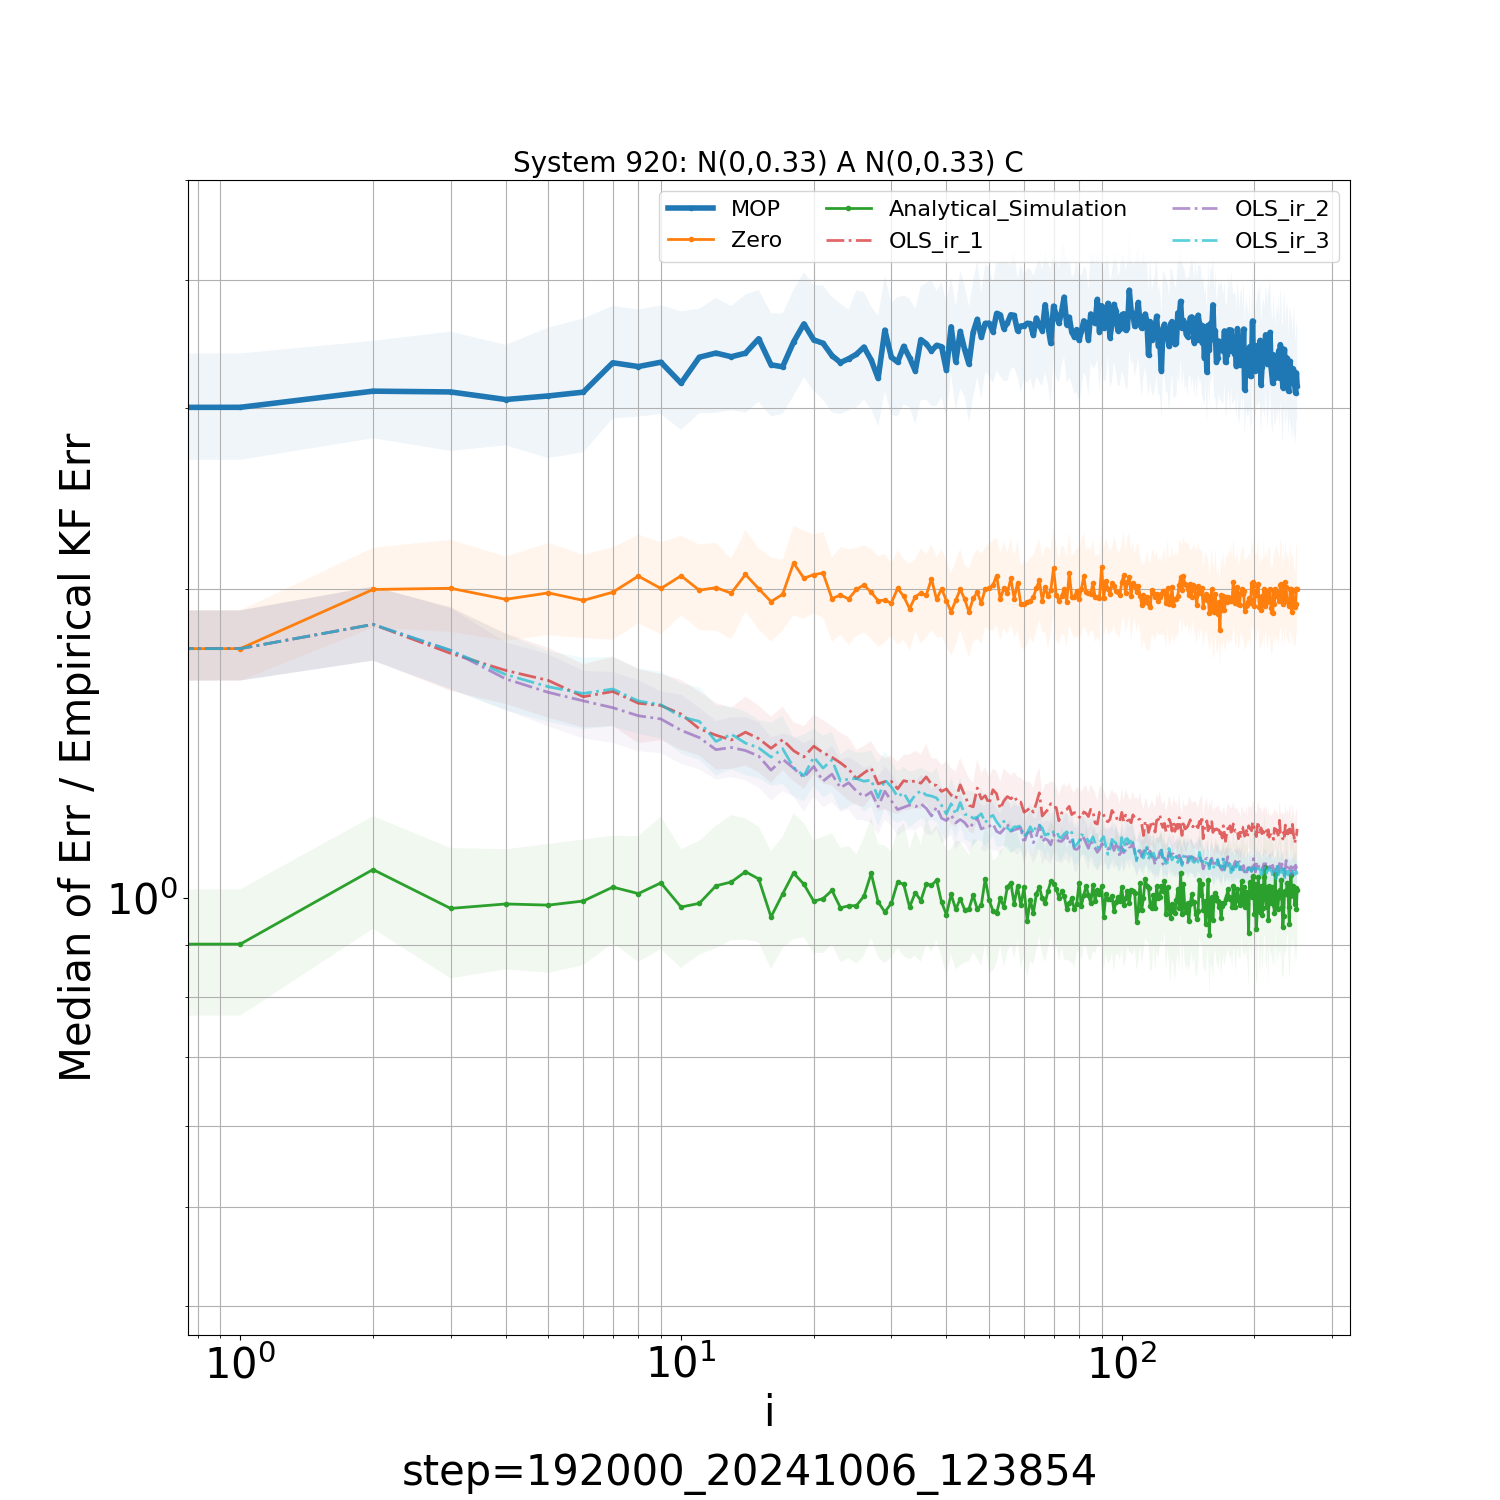 System 920: N(0,0.33) A N(0,0.33) C
MOP
Zero
Analytical_Simulation
OLS_ir_1
OLS_ir_2
OLS_ir_3
Median of Err / Empirical KF Err
10⁰
10⁰ 10¹ 10²
i
step=192000_20241006_123854